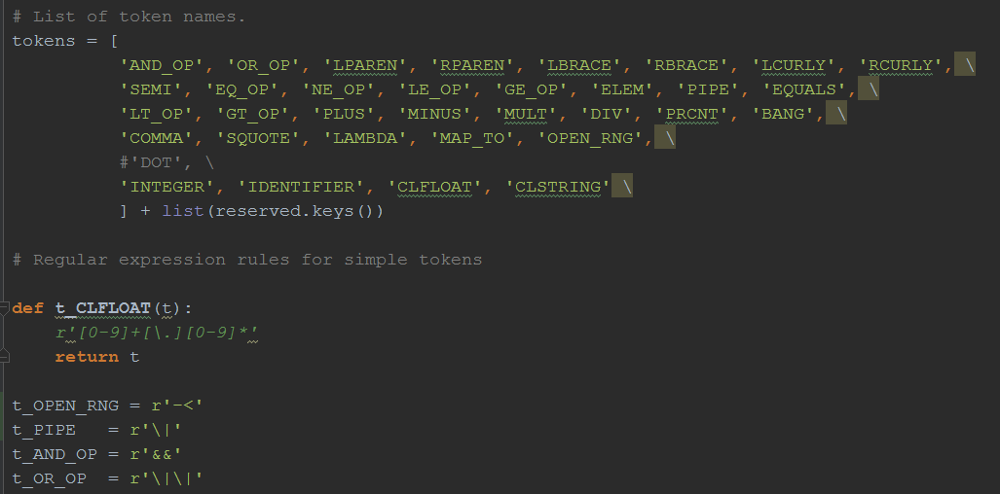 # List of token names.
tokens = [
'AND_OP', 'OR_OP', 'LPAREN', 'RPAREN', 'LBRACE', 'RBRACE', 'LCURLY', 'RCURLY', \
'SEMI', 'EQ_OP', 'NE_OP', 'LE_OP', 'GE_OP', 'ELEM', 'PIPE', 'EQUALS', \
'LT_OP', 'GT_OP', 'PLUS', 'MINUS', 'MULT', 'DIV', 'PRCNT', 'BANG', \
'COMMA', 'SQUOTE', 'LAMBDA', 'MAP_TO', 'OPEN_RNG', \
#'DOT', \
'INTEGER', 'IDENTIFIER', 'CLFLOAT', 'CLSTRING' \
] + list(reserved.keys())
# Regular expression rules for simple tokens
def t_CLFLOAT(t):
r'[0-9]+[\.][0-9]*'
return t
t_OPEN_RNG = r'-<'
t_PIPE   = r'\|'
t_AND_OP = r'&&'
t_OR_OP  = r'\|\|'